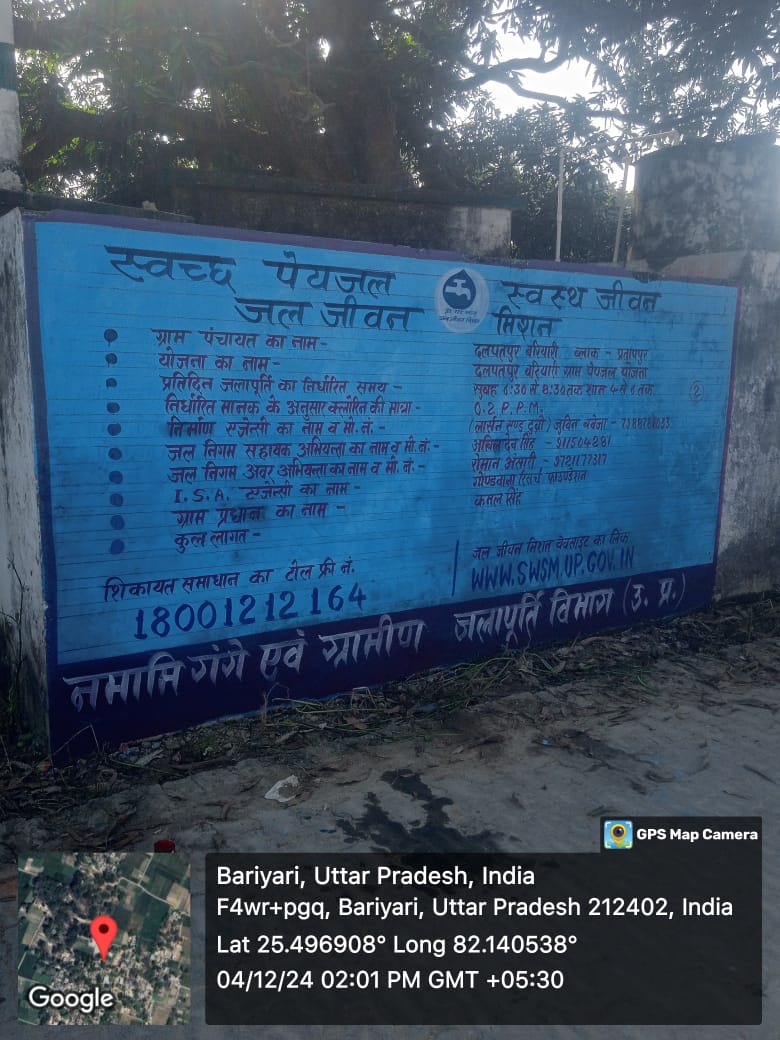 स्वच्छ पेयजल स्वस्थ जीवन
जल जीवन मिशन
ग्राम पंचायत का नाम- दलपतपुर बरियारी ब्लाक - प्रतापपुर
योजना का नाम- दलपतपुर बरियारी ग्राम पेयजल योजना
प्रतिदिन जलापूर्ति का निर्धारित समय- सुबह 6:30 से 8:30 तक शाम 4 से 6 तक
निर्धारित मानक के अनुसार क्लोरिन की मात्रा- 0.2 P.P.M.
निर्माण एजेन्सी का नाम व मो. नं.- (लार्सन एण्ड टुब्रो)
जल निगम सहायक अभियन्ता का नाम व मो. नं.-
जल निगम अवर अभियन्ता का नाम व मो. नं.- रोमान अंसारी - 9721177317
I.S.A. एजेन्सी का नाम- गोण्डवाना रिसर्च फाउण्डेशन
ग्राम प्रधान का नाम- सिंह
कुल लागत-
शिकायत समाधान का टोल फ्री नं.
18001212164
जल जीवन मिशन वेबसाइट का लिंक
WWW.SWSM.UP.GOV.IN
नमामि गंगे एवं ग्रामीण जलापूर्ति विभाग (उ. प्र.)
GPS Map Camera
Bariyari, Uttar Pradesh, India
F4wr+pgq, Bariyari, Uttar Pradesh 212402, India
Lat 25.496908° Long 82.140538°
04/12/24 02:01 PM GMT +05:30
Google